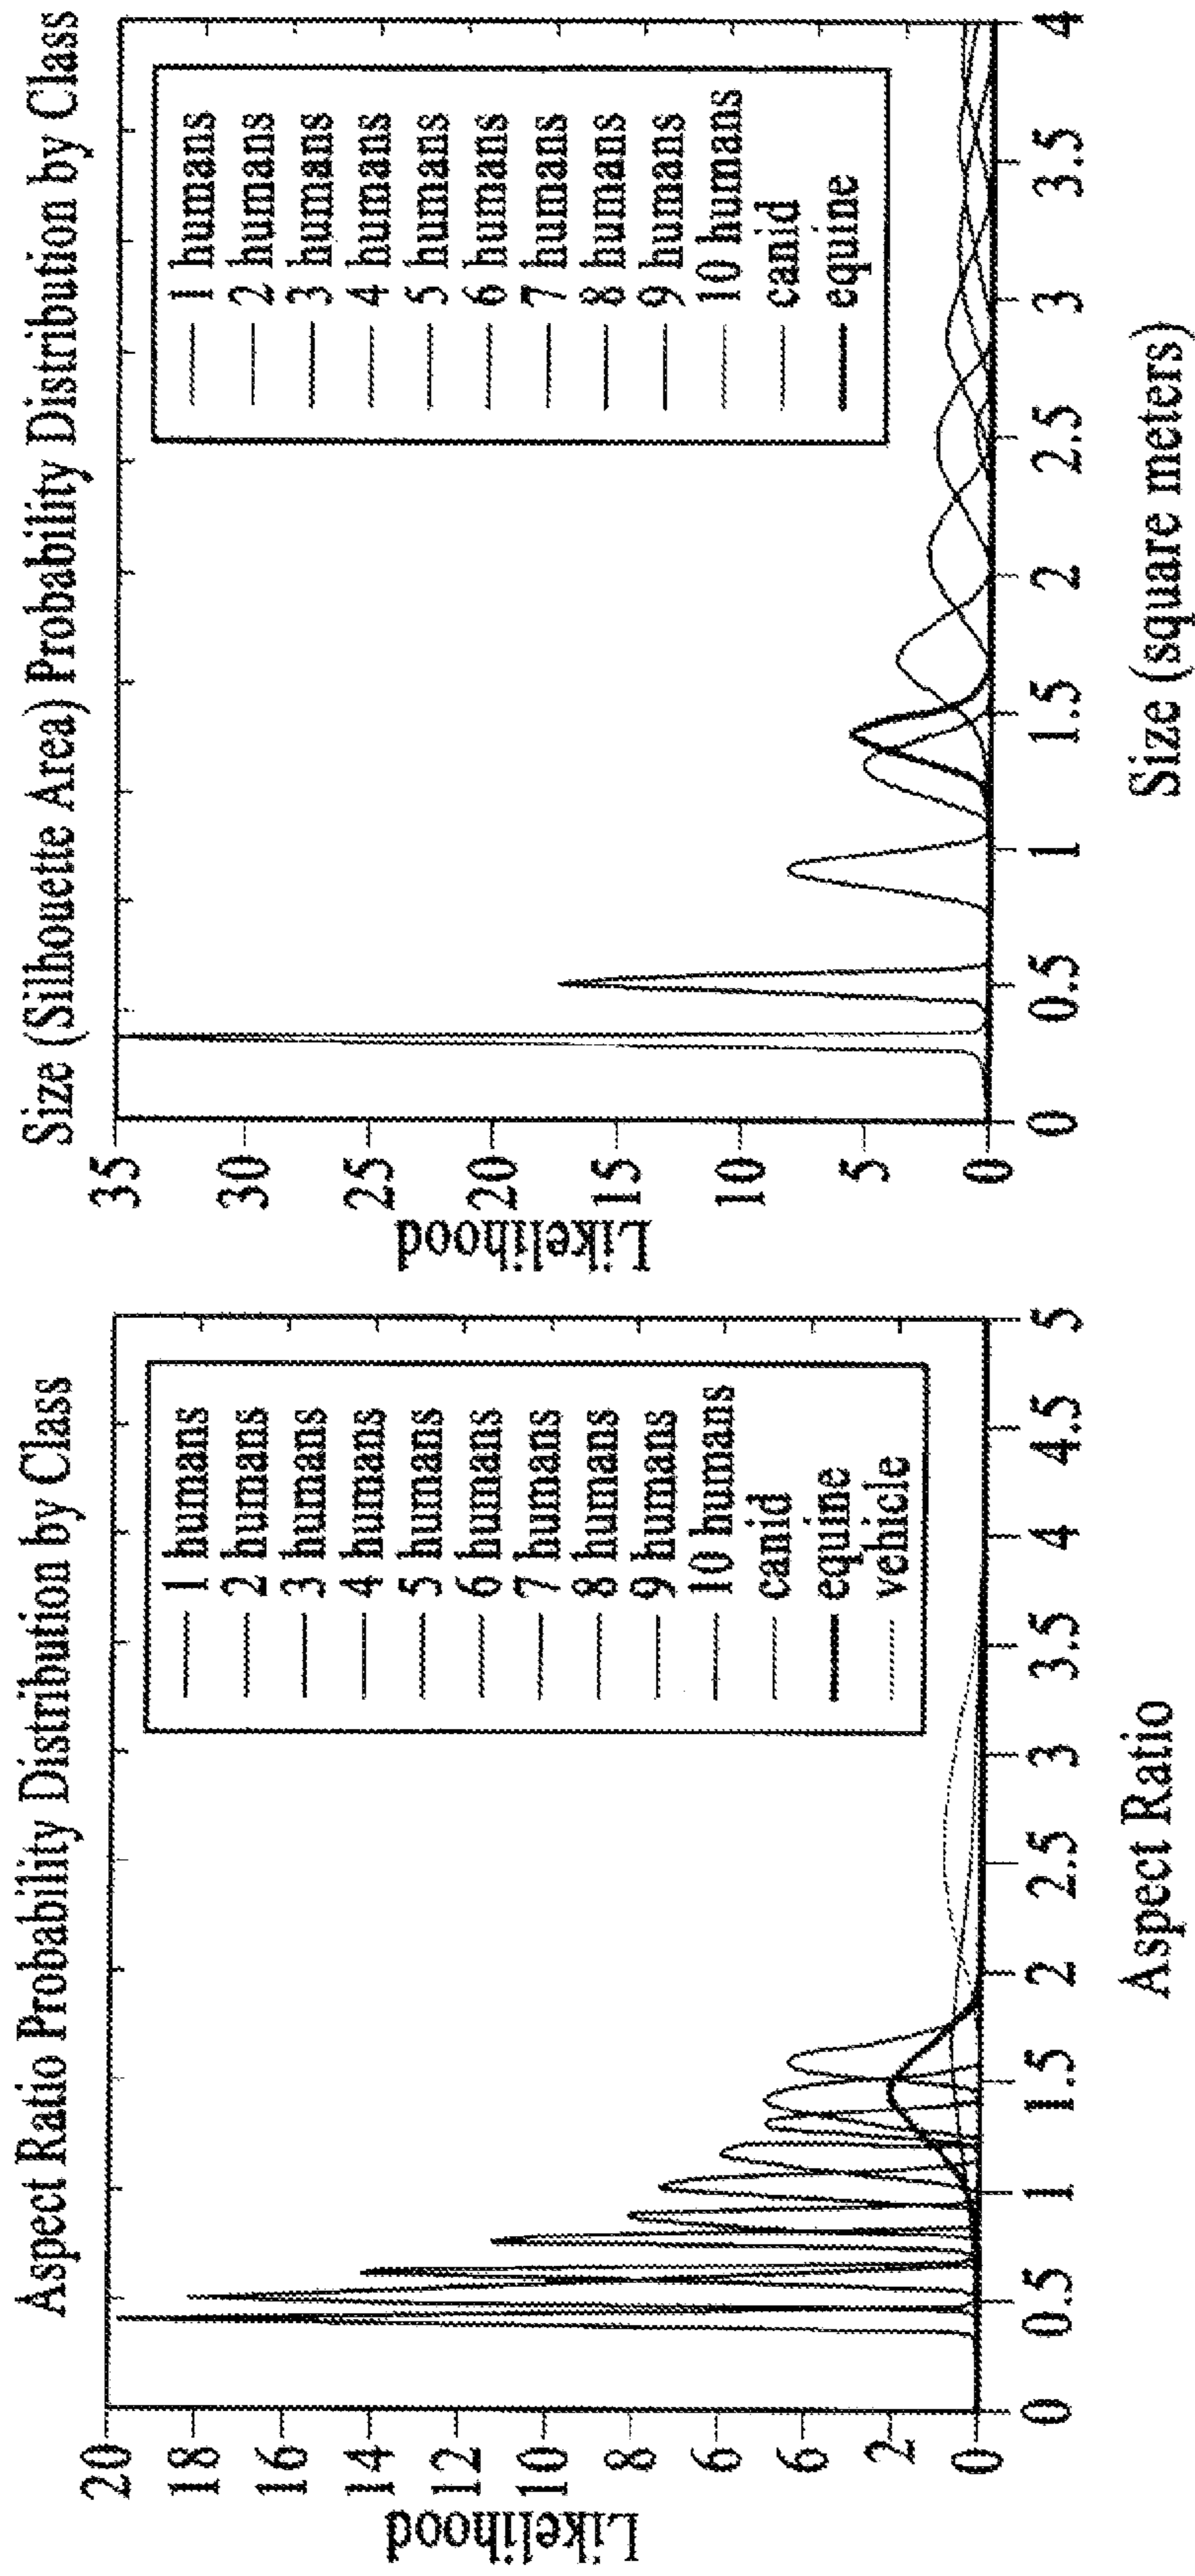 Aspect Ratio Probability Distribution by Class
Likelihood
20
18
16
14
12
10
8
6
6
2
0
0 0.5 1 1.5 2 2.5 3 3.5 4 4.5 5
Aspect Ratio
1 humans
2 humans
3 humans
4 humans
5 humans
6 humans
7 humans
8 humans
9 humans
10 humans
canid
equine
vehicle
Size (Silhouette Area) Probability Distribution by Class
Likelihood
35
30
25
20
15
10
5
0
0 0.5 1 1.5 2 2.5 3 3.5 4
Size (square meters)
1 humans
2 humans
3 humans
4 humans
5 humans
6 humans
7 humans
8 humans
9 humans
10 humans
canid
equine